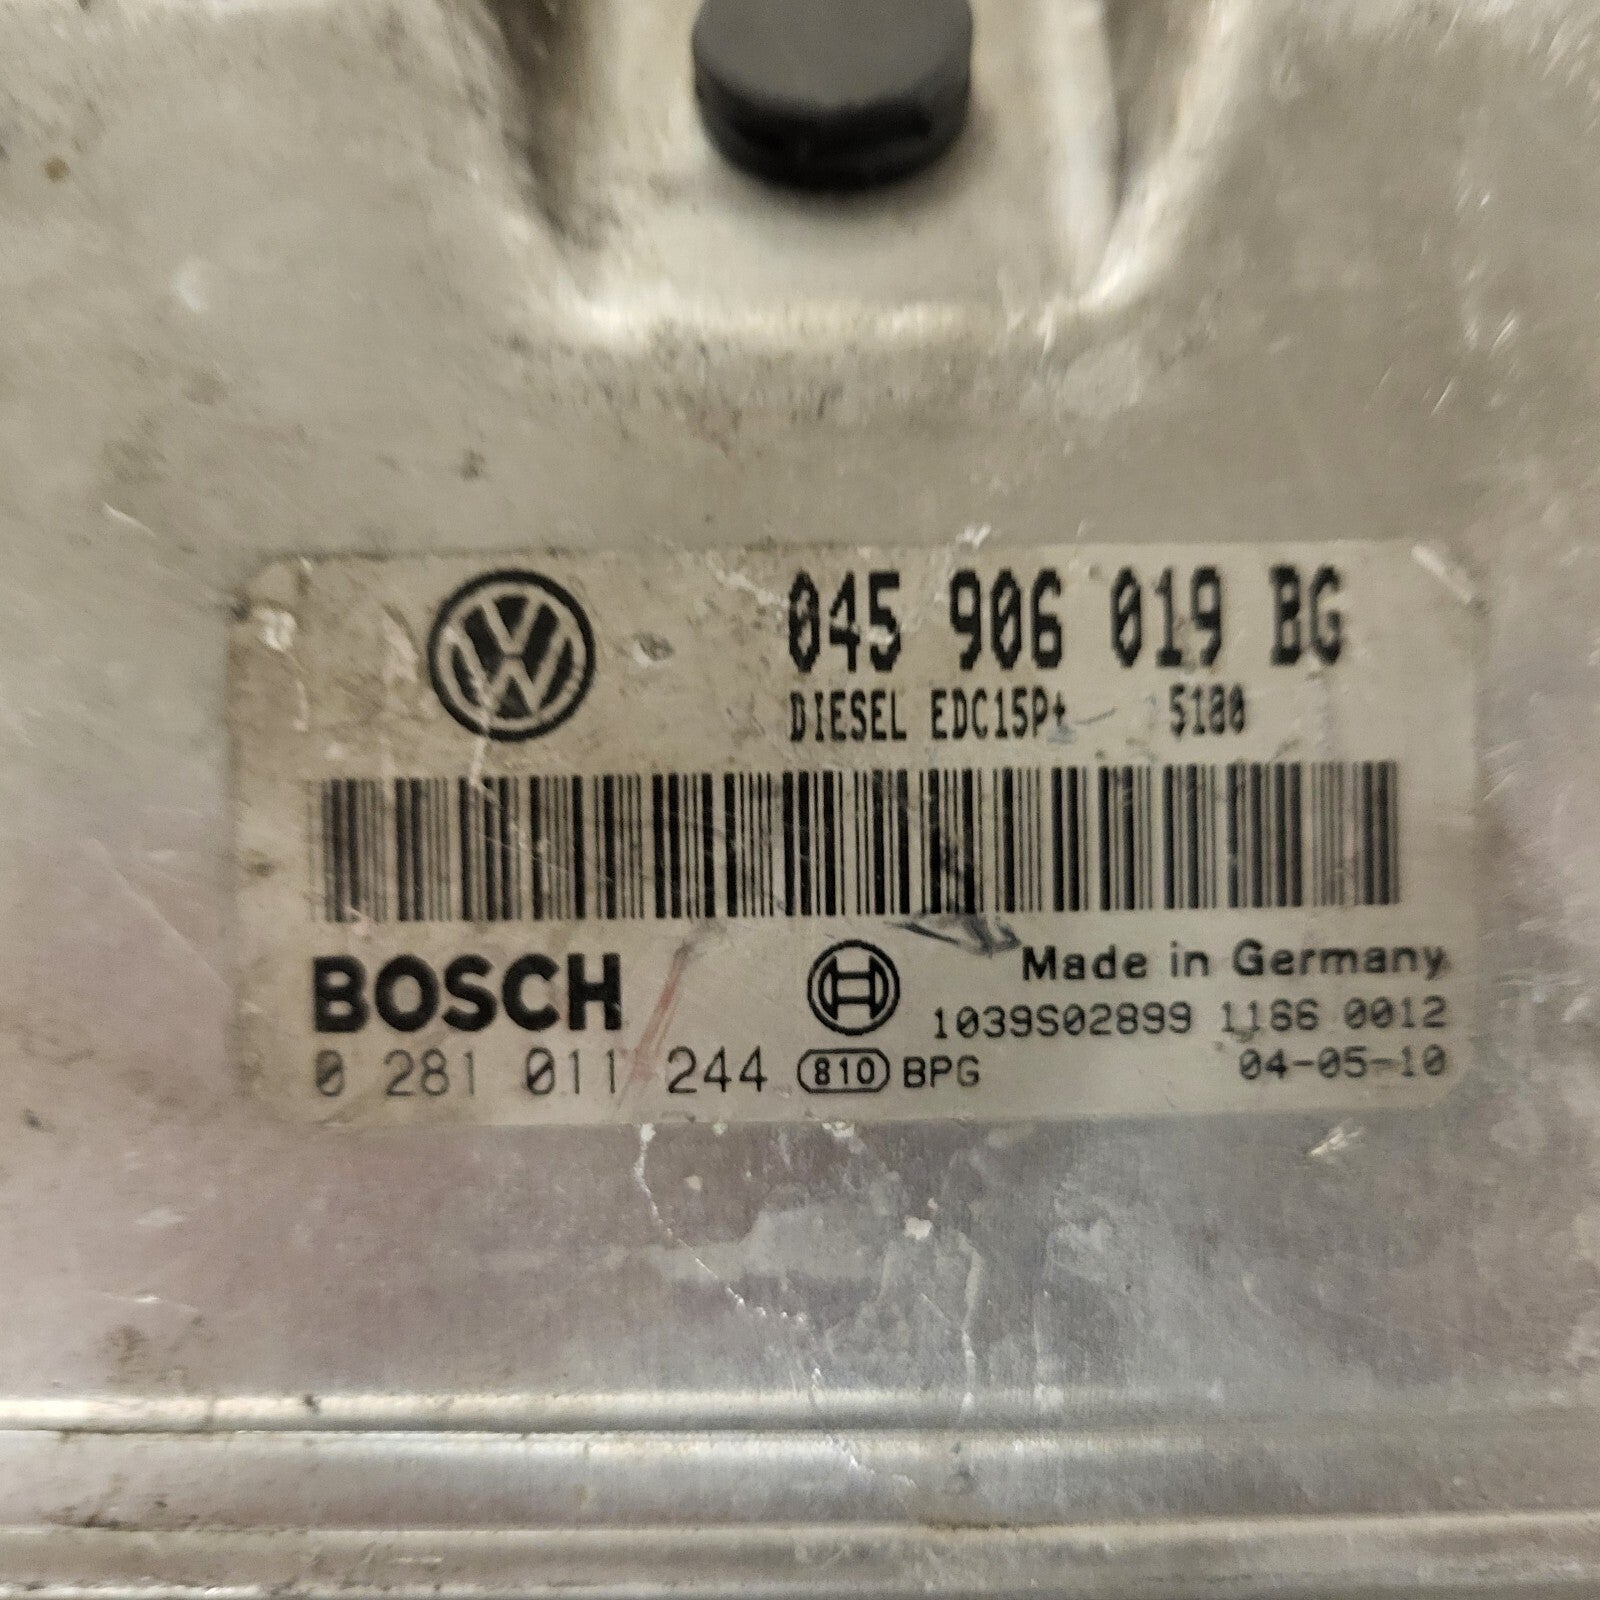 045 906 019 BG
DIESEL EDC15P+ 5180
BOSCH
Made in Germany
1039S02899 1166 0012
0 281 011 244 810 BPG 04-05-10